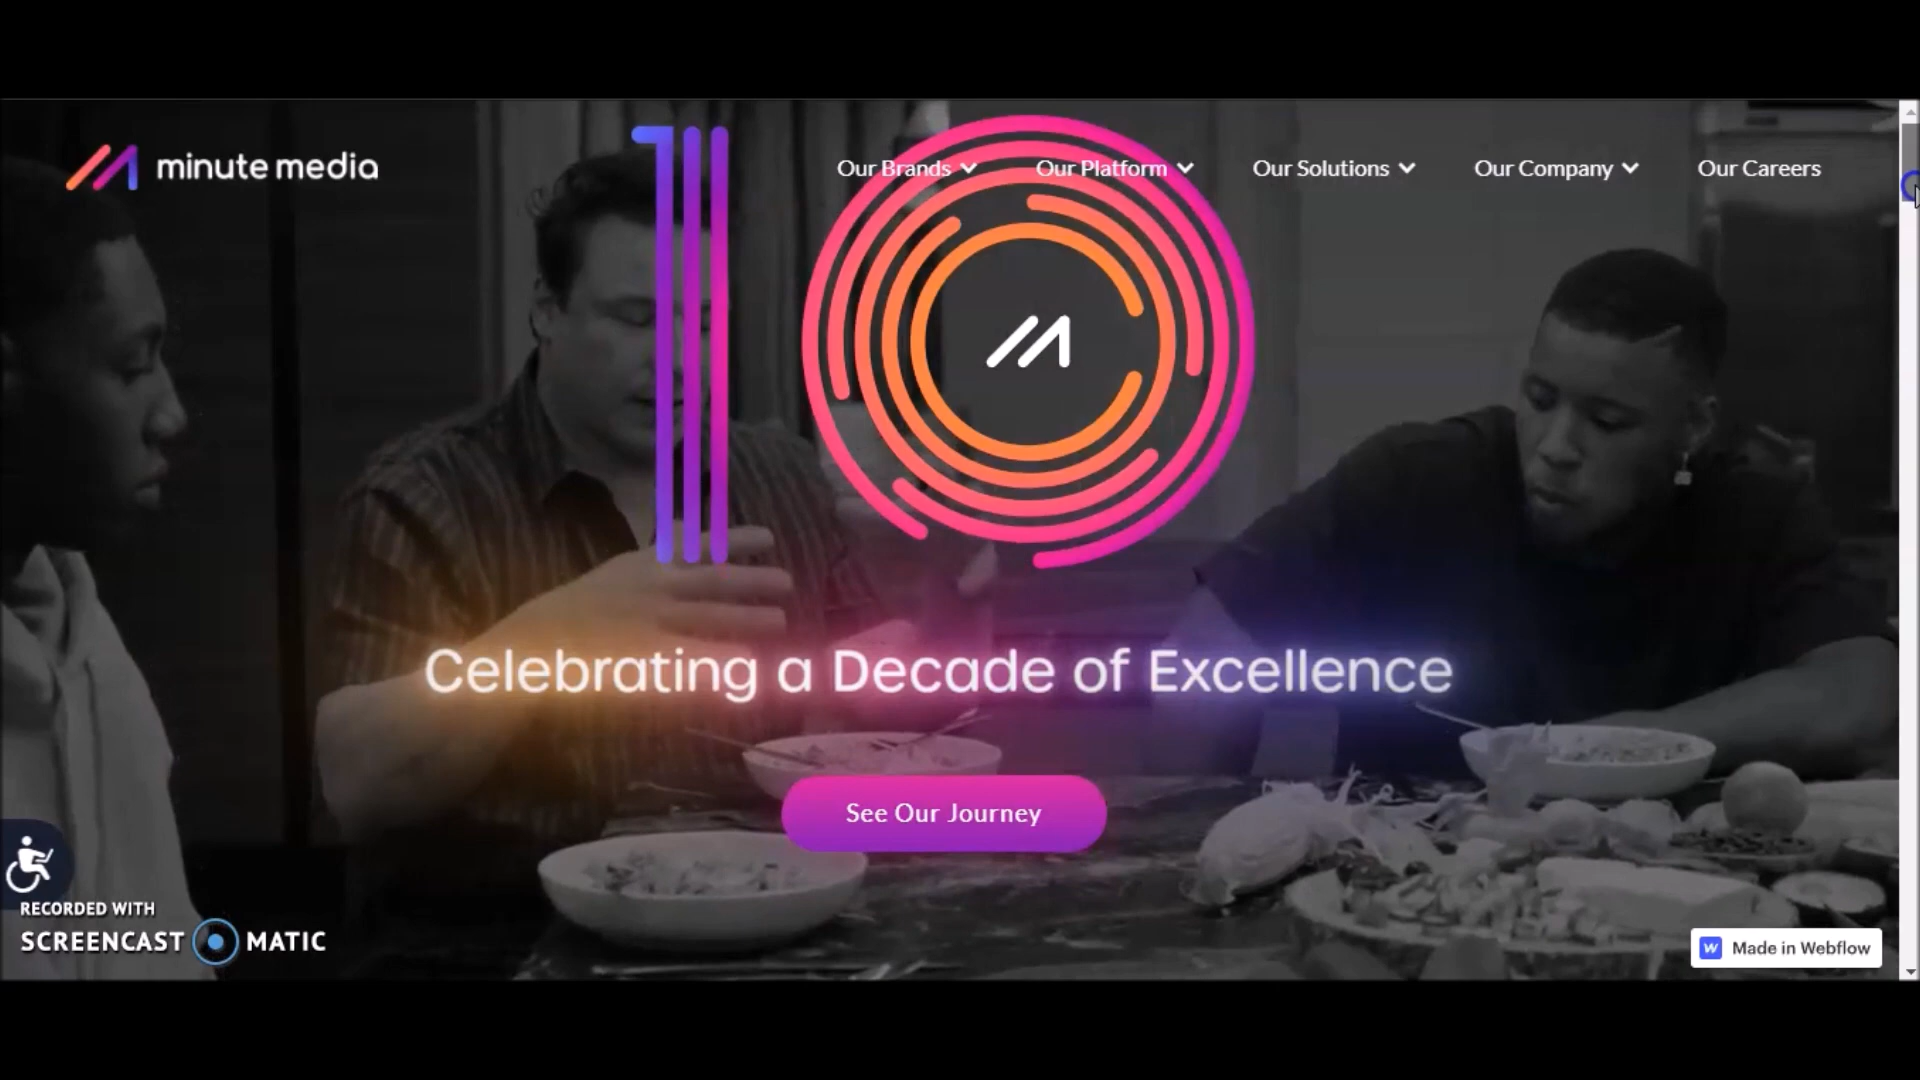 minute media
Our Brands
Our Platform
Our Solutions
Our Company
Our Careers
10
Celebrating a Decade of Excellence
See Our Journey
RECORDED WITH
SCREENCAST MATIC
Made in Webflow